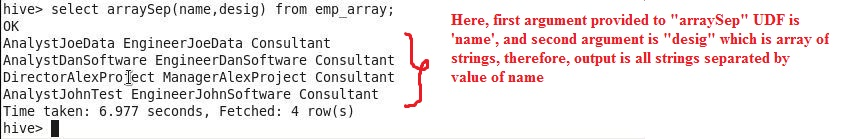 hive> select arraySep(name,desig) from emp_array;
OK
AnalystJoeData EngineerJoeData Consultant
AnalystDanSoftware EngineerDanSoftware Consultant
DirectorAlexProject ManagerAlexProject Consultant
AnalystJohnTest EngineerJohnSoftware Consultant
Time taken: 6.977 seconds, Fetched: 4 row(s)
hive>
Here, first argument provided to "arraySep" UDF is
'name', and second argument is "desig" which is array of
strings, therefore, output is all strings separated by
value of name